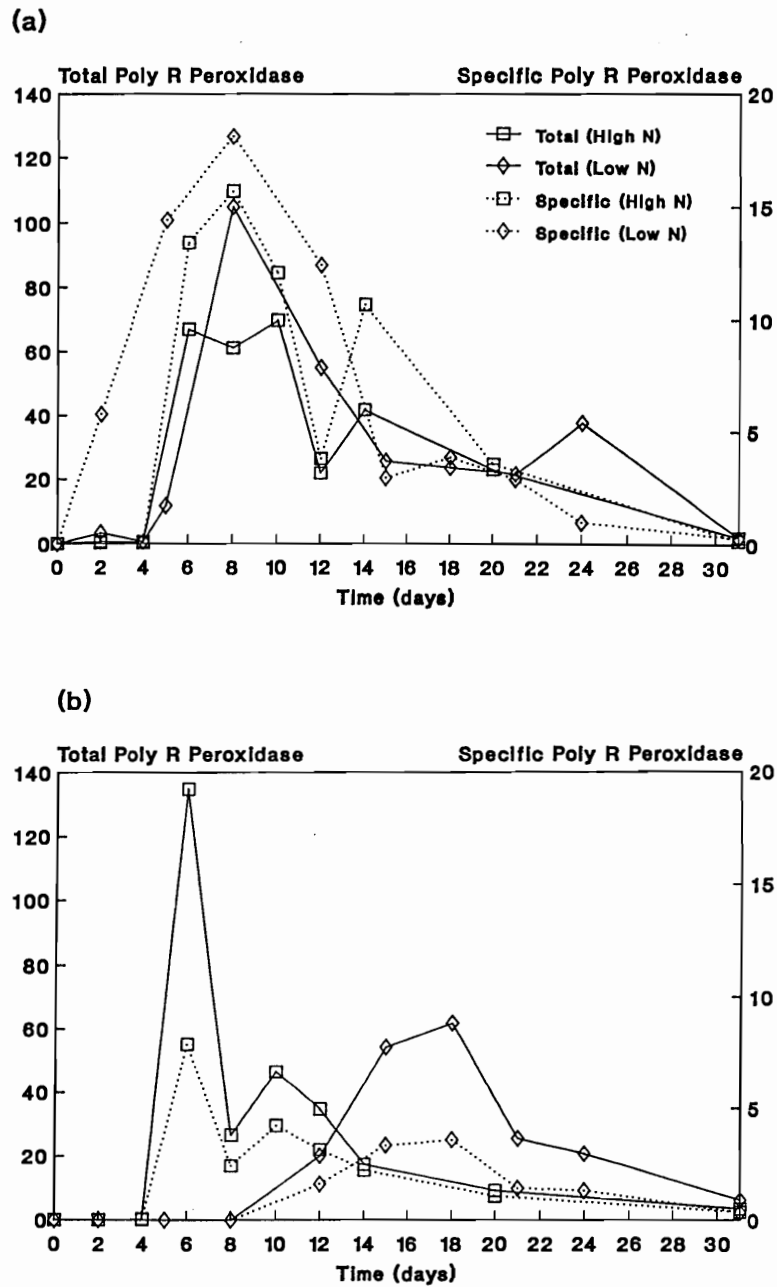 (a)
Total Poly R Peroxidase Specific Poly R Peroxidase
140 20
120
Total (High N)
Total (Low N)
Specific (High N)
Specific (Low N)
100 15
80
60 10
40 5
20
0 0
0 2 4 6 8 10 12 14 16 18 20 22 24 26 28 30
Time (days)
(b)
Total Poly R Peroxidase Specific Poly R Peroxidase
140 20
120
100 15
80
60 10
40 5
20
0 0
0 2 4 6 8 10 12 14 16 18 20 22 24 26 28 30
Time (days)